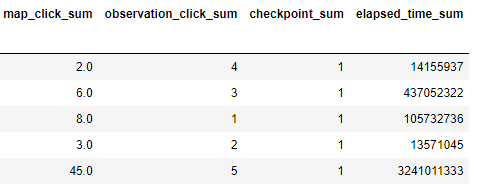 map_click_sum observation_click_sum checkpoint_sum elapsed_time_sum
2.0 4 1 14155937
6.0 3 1 437052322
8.0 1 1 105732736
3.0 2 1 13571045
45.0 5 1 3241011333